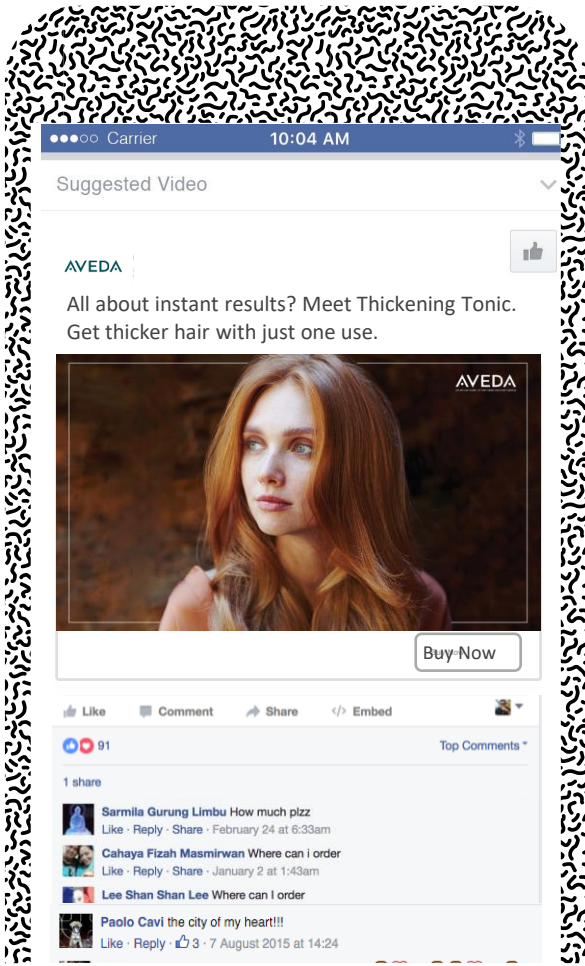 Carrier
10:04 AM
Suggested Video
AVEDA
All about instant results? Meet Thickening Tonic.
Get thicker hair with just one use.
AVEDA
Buy Now
Like Comment Share </> Embed
91 Top Comments
1 share
Sarmila Gurung Limbu How much plzz
Like · Reply · Share · February 24 at 6:33am
Cahaya Fizah Masmirwan Where can i order
Like · Reply · Share · January 2 at 1:43am
Lee Shan Shan Lee Where can I order
Paolo Cavi the city of my heart!!!
Like · Reply · 3 · 7 August 2015 at 14:24